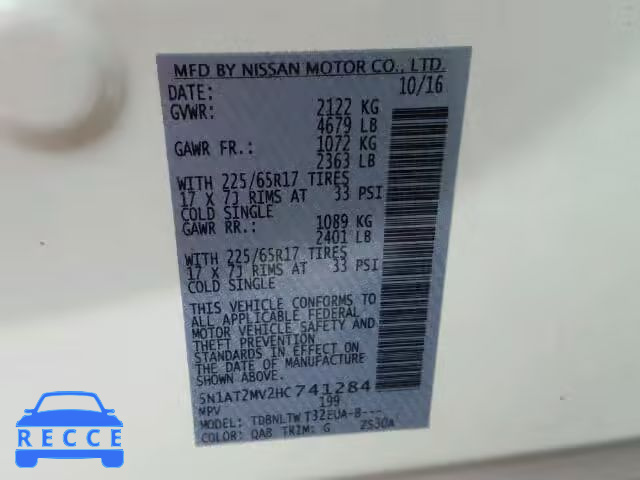 MFD BY NISSAN MOTOR CO., LTD.
DATE: 10/16
GVWR: 2122 KG
4679 LB
GAWR FR.: 1072 KG
2363 LB
WITH 225/65R17 TIRES
17 X 7J RIMS AT 33 PSI
COLD SINGLE
GAWR RR.: 1089 KG
2401 LB
WITH 225/65R17 TIRES
17 X 7J RIMS AT 33 PSI
COLD SINGLE
THIS VEHICLE CONFORMS TO
ALL APPLICABLE FEDERAL
MOTOR VEHICLE SAFETY AND
THEFT PREVENTION
STANDARDS IN EFFECT ON
THE DATE OF MANUFACTURE
SHOWN ABOVE.
5N1AT2MV2HC741284
MPV 199
MODEL: TDBNLTWT32EUA-B---
COLOR: QAB TRIM: G ZS30A
EPIC
RECORDS